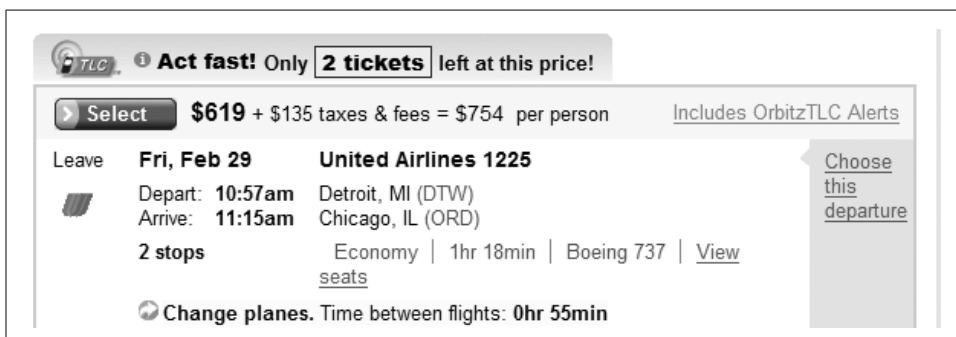 TLC Act fast! Only 2 tickets left at this price!
Select $619 + $135 taxes & fees = $754 per person Includes OrbitzTLC Alerts
Leave Fri, Feb 29 United Airlines 1225 Choose
this
departure
Depart: 10:57am Detroit, MI (DTW)
Arrive: 11:15am Chicago, IL (ORD)
2 stops Economy | 1hr 18min | Boeing 737 | View
seats
Change planes. Time between flights: 0hr 55min